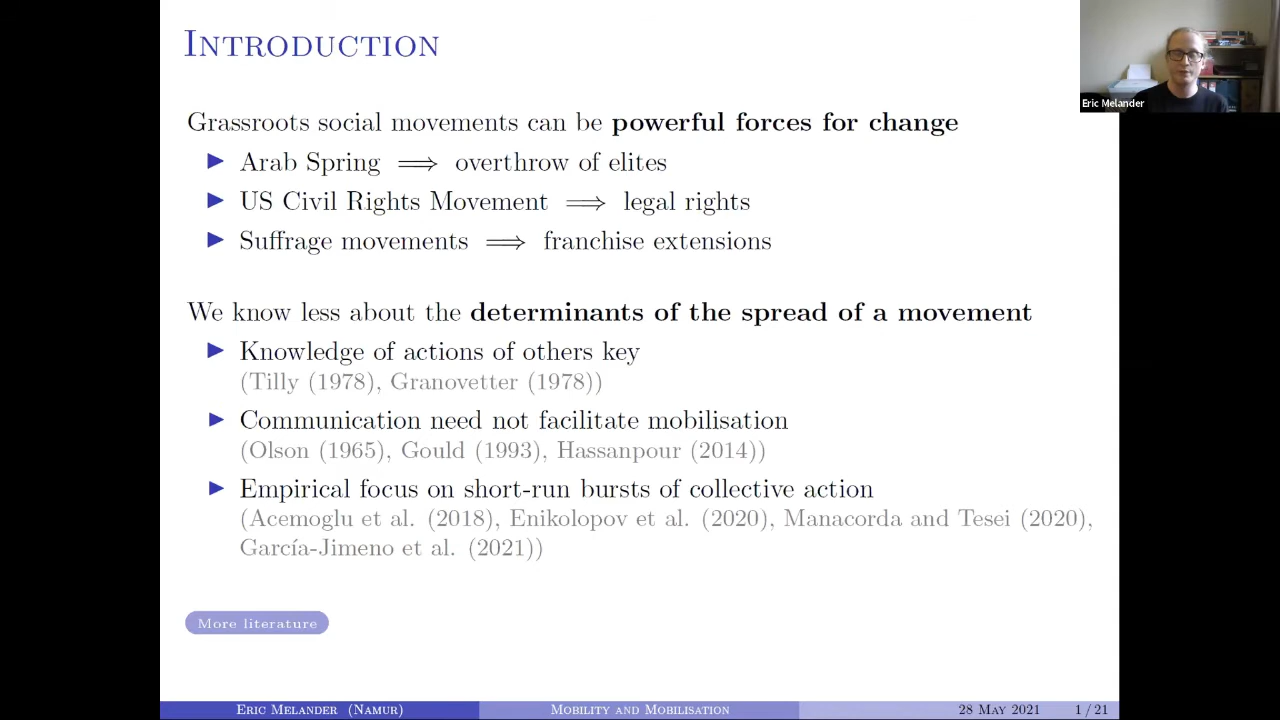 INTRODUCTION
Grassroots social movements can be powerful forces for change
▶ Arab Spring ⟹ overthrow of elites
▶ US Civil Rights Movement ⟹ legal rights
▶ Suffrage movements ⟹ franchise extensions
We know less about the determinants of the spread of a movement
▶ Knowledge of actions of others key
(Tilly (1978), Granovetter (1978))
▶ Communication need not facilitate mobilisation
(Olson (1965), Gould (1993), Hassanpour (2014))
▶ Empirical focus on short-run bursts of collective action
(Acemoglu et al. (2018), Enikolopov et al. (2020), Manacorda and Tesei (2020),
García-Jimeno et al. (2021))
More literature
ERIC MELANDER (NAMUR) MOBILITY AND MOBILISATION 28 MAY 2021 1 / 21
Eric Melander